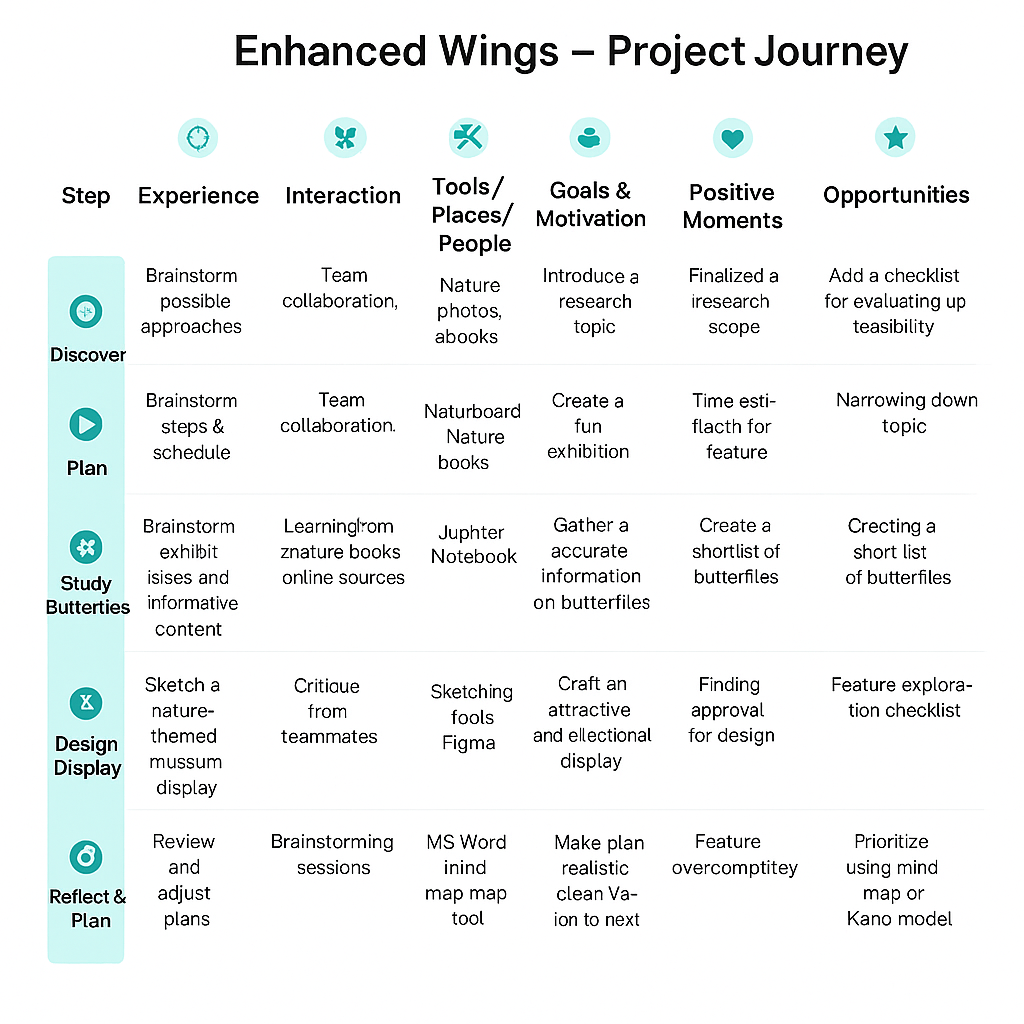 Enhanced Wings – Project Journey
Step
Experience
Interaction
Tools/
Places/
People
Goals &
Motivation
Positive
Moments
Opportunities
Discover
Brainstorm
possible
approaches
Team
collaboration,
Nature
photos,
abooks
Introduce a
research
topic
Finalized a
iresearch
scope
Add a checklist
for evaluating up
teasibility
Plan
Brainstorm
steps &
schedule
Team
collaboration.
Naturboard
Nature
books
Create a
fun
exhibition
Time esti-
flacth for
feature
Narrowing down
topic
Study
Butterties
Brainstorm
exhibit
isises and
informative
content
Learningfrom
znature books
online sources
Juphter
Notebook
Gather a
accurate
information
on butterfiles
Create a
shortlist of
butterfiles
Crecting a
short list
of butterfiles
Design
Display
Sketch a
nature-
themed
mussum
display
Critioue
from
teammates
Sketching
fools
Figma
Craft an
attractive
and ellectional
display
Finding
approval
for design
Feature explora-
tion checklist
Reflect &
Plan
Review
and
adjust
plans
Brainstorming
sessions
MS Word
inind
map map
tool
Make plan
realistic
clean Va-
ion to next
Feature
overcomptitey
Prioritize
using mind
map or
Kano model